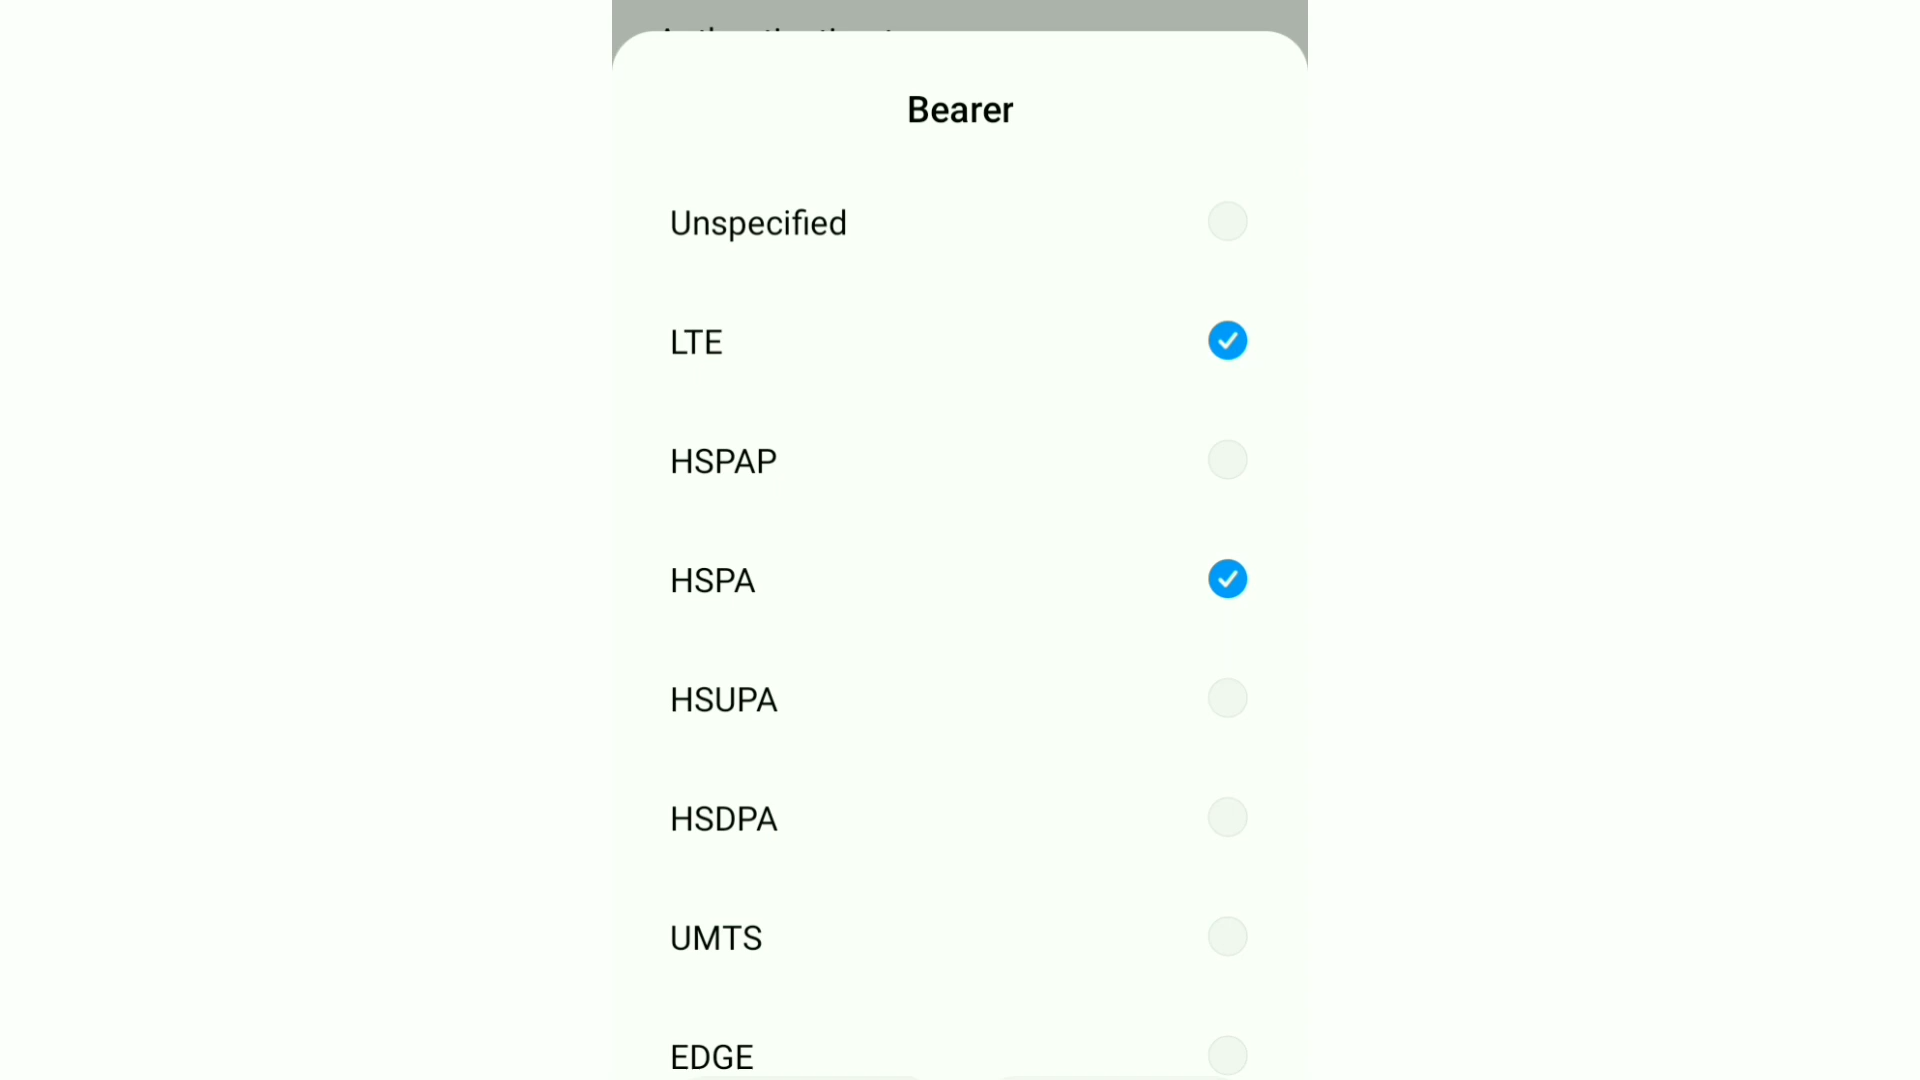 Bearer
Unspecified
LTE
HSPAP
HSPA
HSUPA
HSDPA
UMTS
EDGE